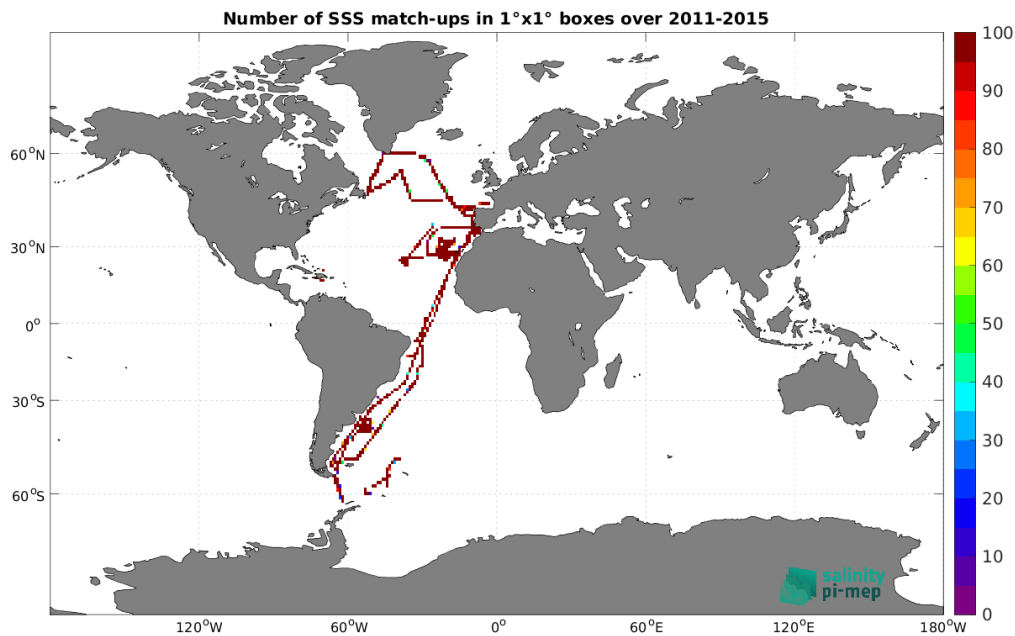 Number of SSS match-ups in 1°x1° boxes over 2011-2015
100
90
80
70
60
50
40
30
20
10
0
60°N
30°N
0°
30°S
60°S
salinity
pi-mep
120°W 60°W 0° 60°E 120°E 180°W